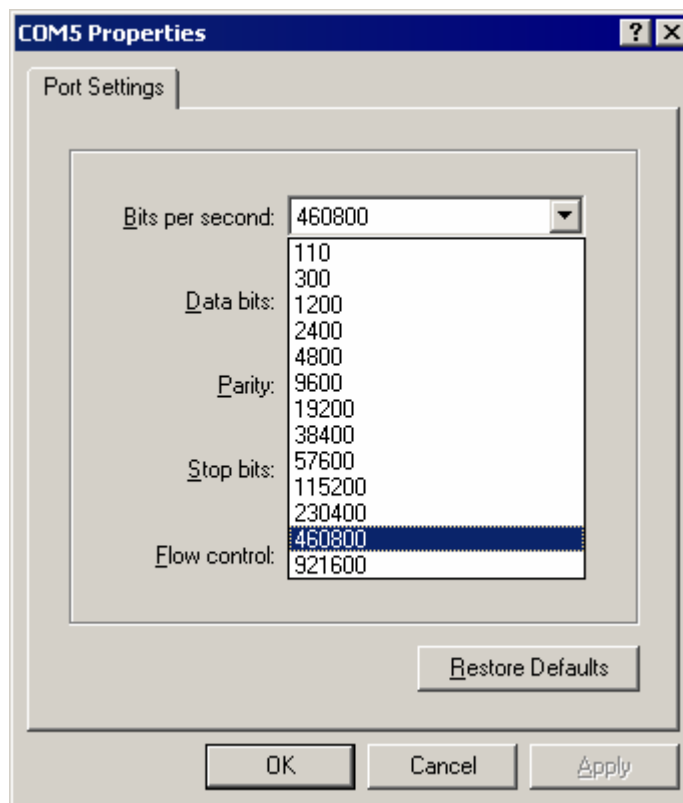 COM5 Properties
Port Settings
Bits per second: 460800
110
300
Data bits:
1200
2400
4800
Parity:
9600
19200
38400
Stop bits:
57600
115200
230400
460800
Flow control:
921600
Restore Defaults
OK Cancel Apply